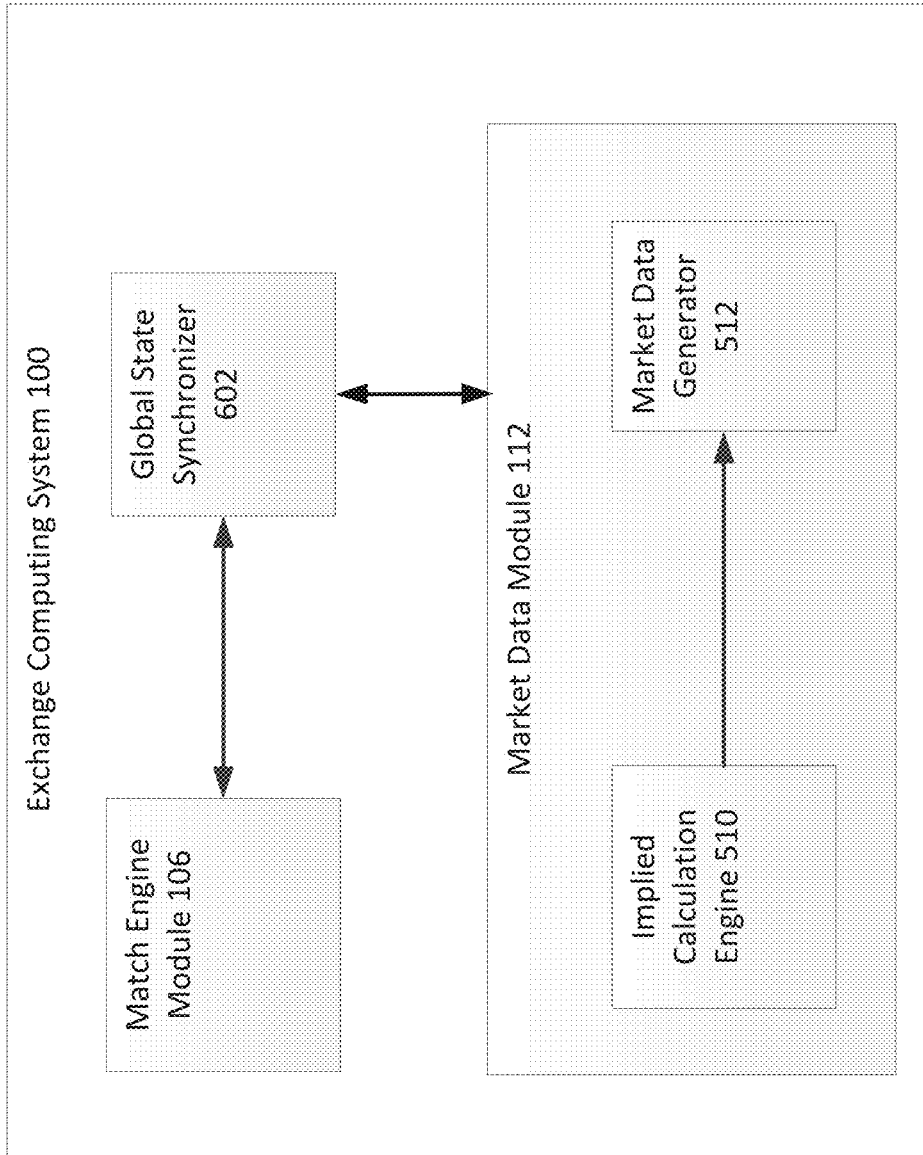 Exchange Computing System 100
Match Engine
Module 106
Global State
Synchronizer
602
Market Data Module 112
Implied
Calculation
Engine 510
Market Data
Generator
512